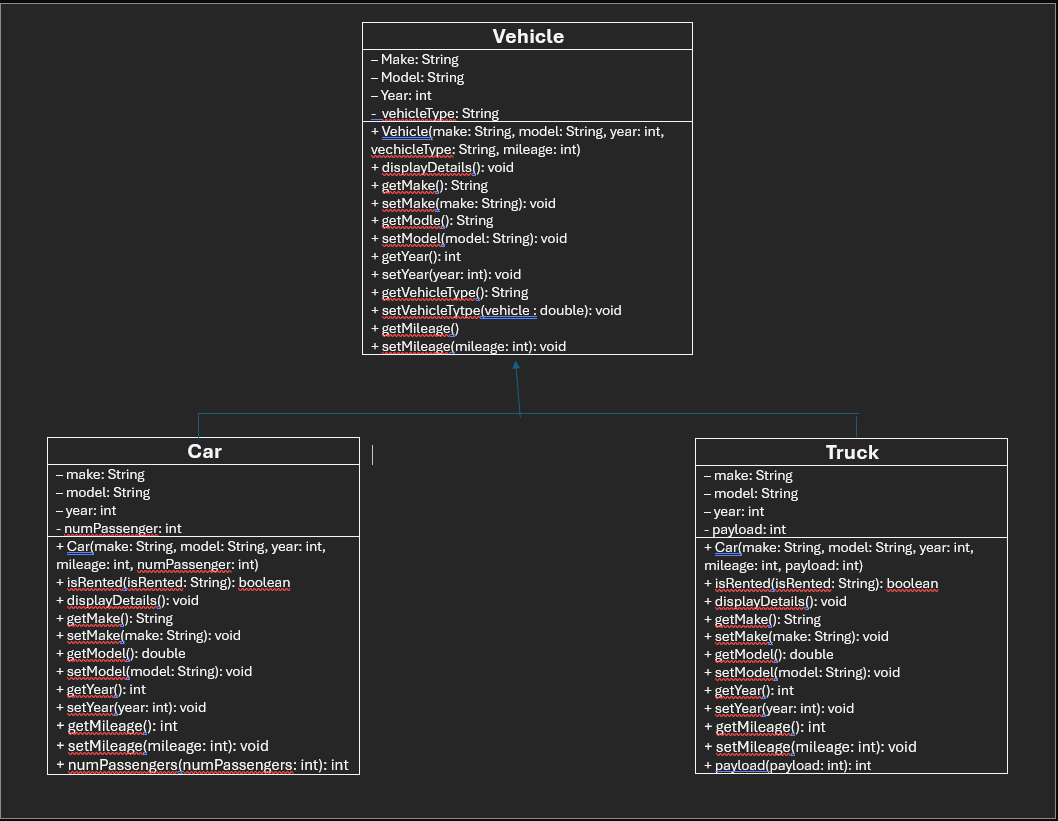 Vehicle
– Make: String
– Model: String
– Year: int
- vehicleType: String
+ Vehicle(make: String, model: String, year: int,
vechicleType: String, mileage: int)
+ displayDetails(): void
+ getMake(): String
+ setMake(make: String): void
+ getModle(): String
+ setModel(model: String): void
+ getYear(): int
+ setYear(year: int): void
+ getVehicleType(): String
+ setVehicleTytpe(vehicle : double): void
+ getMileage()
+ setMileage(mileage: int): void
Car
– make: String
– model: String
– year: int
- numPassenger: int
+ Car(make: String, model: String, year: int,
mileage: int, numPassenger: int)
+ isRented(isRented: String): boolean
+ displayDetails(): void
+ getMake(): String
+ setMake(make: String): void
+ getModel(): double
+ setModel(model: String): void
+ getYear(): int
+ setYear(year: int): void
+ getMileage(): int
+ setMileage(mileage: int): void
+ numPassengers(numPassengers: int): int
Truck
– make: String
– model: String
– year: int
- payload: int
+ Car(make: String, model: String, year: int,
mileage: int, payload: int)
+ isRented(isRented: String): boolean
+ displayDetails(): void
+ getMake(): String
+ setMake(make: String): void
+ getModel(): double
+ setModel(model: String): void
+ getYear(): int
+ setYear(year: int): void
+ getMileage(): int
+ setMileage(mileage: int): void
+ payload(payload: int): int